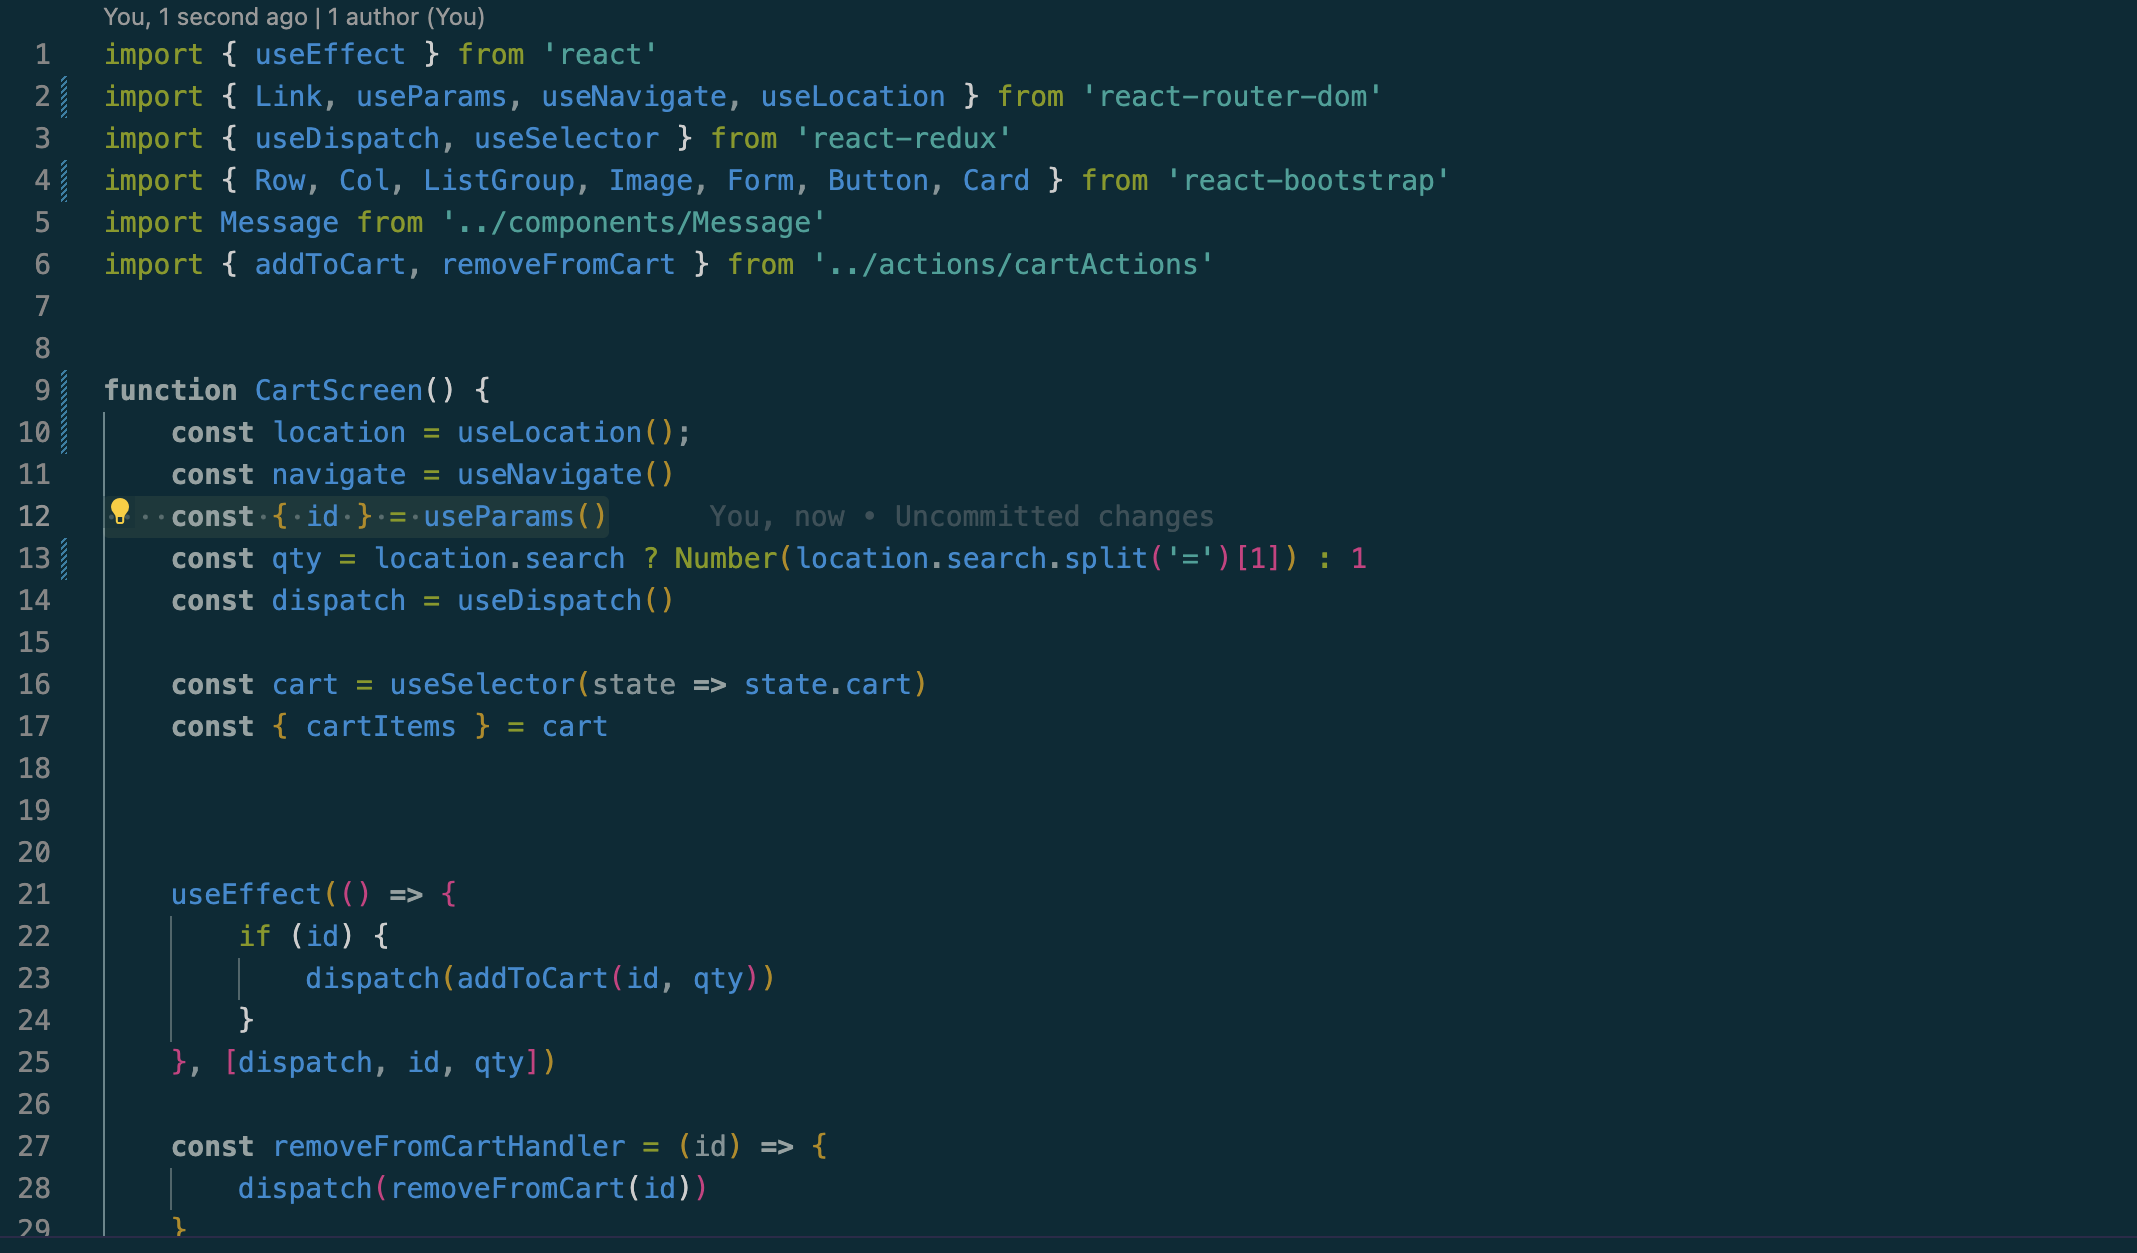 You, 1 second ago | 1 author (You)
1 import { useEffect } from 'react'
2 import { Link, useParams, useNavigate, useLocation } from 'react-router-dom'
3 import { useDispatch, useSelector } from 'react-redux'
4 import { Row, Col, ListGroup, Image, Form, Button, Card } from 'react-bootstrap'
5 import Message from '../components/Message'
6 import { addToCart, removeFromCart } from '../actions/cartActions'
7
8
9 function CartScreen() {
10     const location = useLocation();
11     const navigate = useNavigate()
12     const { id } = useParams()      You, now • Uncommitted changes
13     const qty = location.search ? Number(location.search.split('=')[1]) : 1
14     const dispatch = useDispatch()
15
16     const cart = useSelector(state => state.cart)
17     const { cartItems } = cart
18
19
20
21     useEffect(() => {
22         if (id) {
23             dispatch(addToCart(id, qty))
24         }
25     }, [dispatch, id, qty])
26
27     const removeFromCartHandler = (id) => {
28         dispatch(removeFromCart(id))
29     }